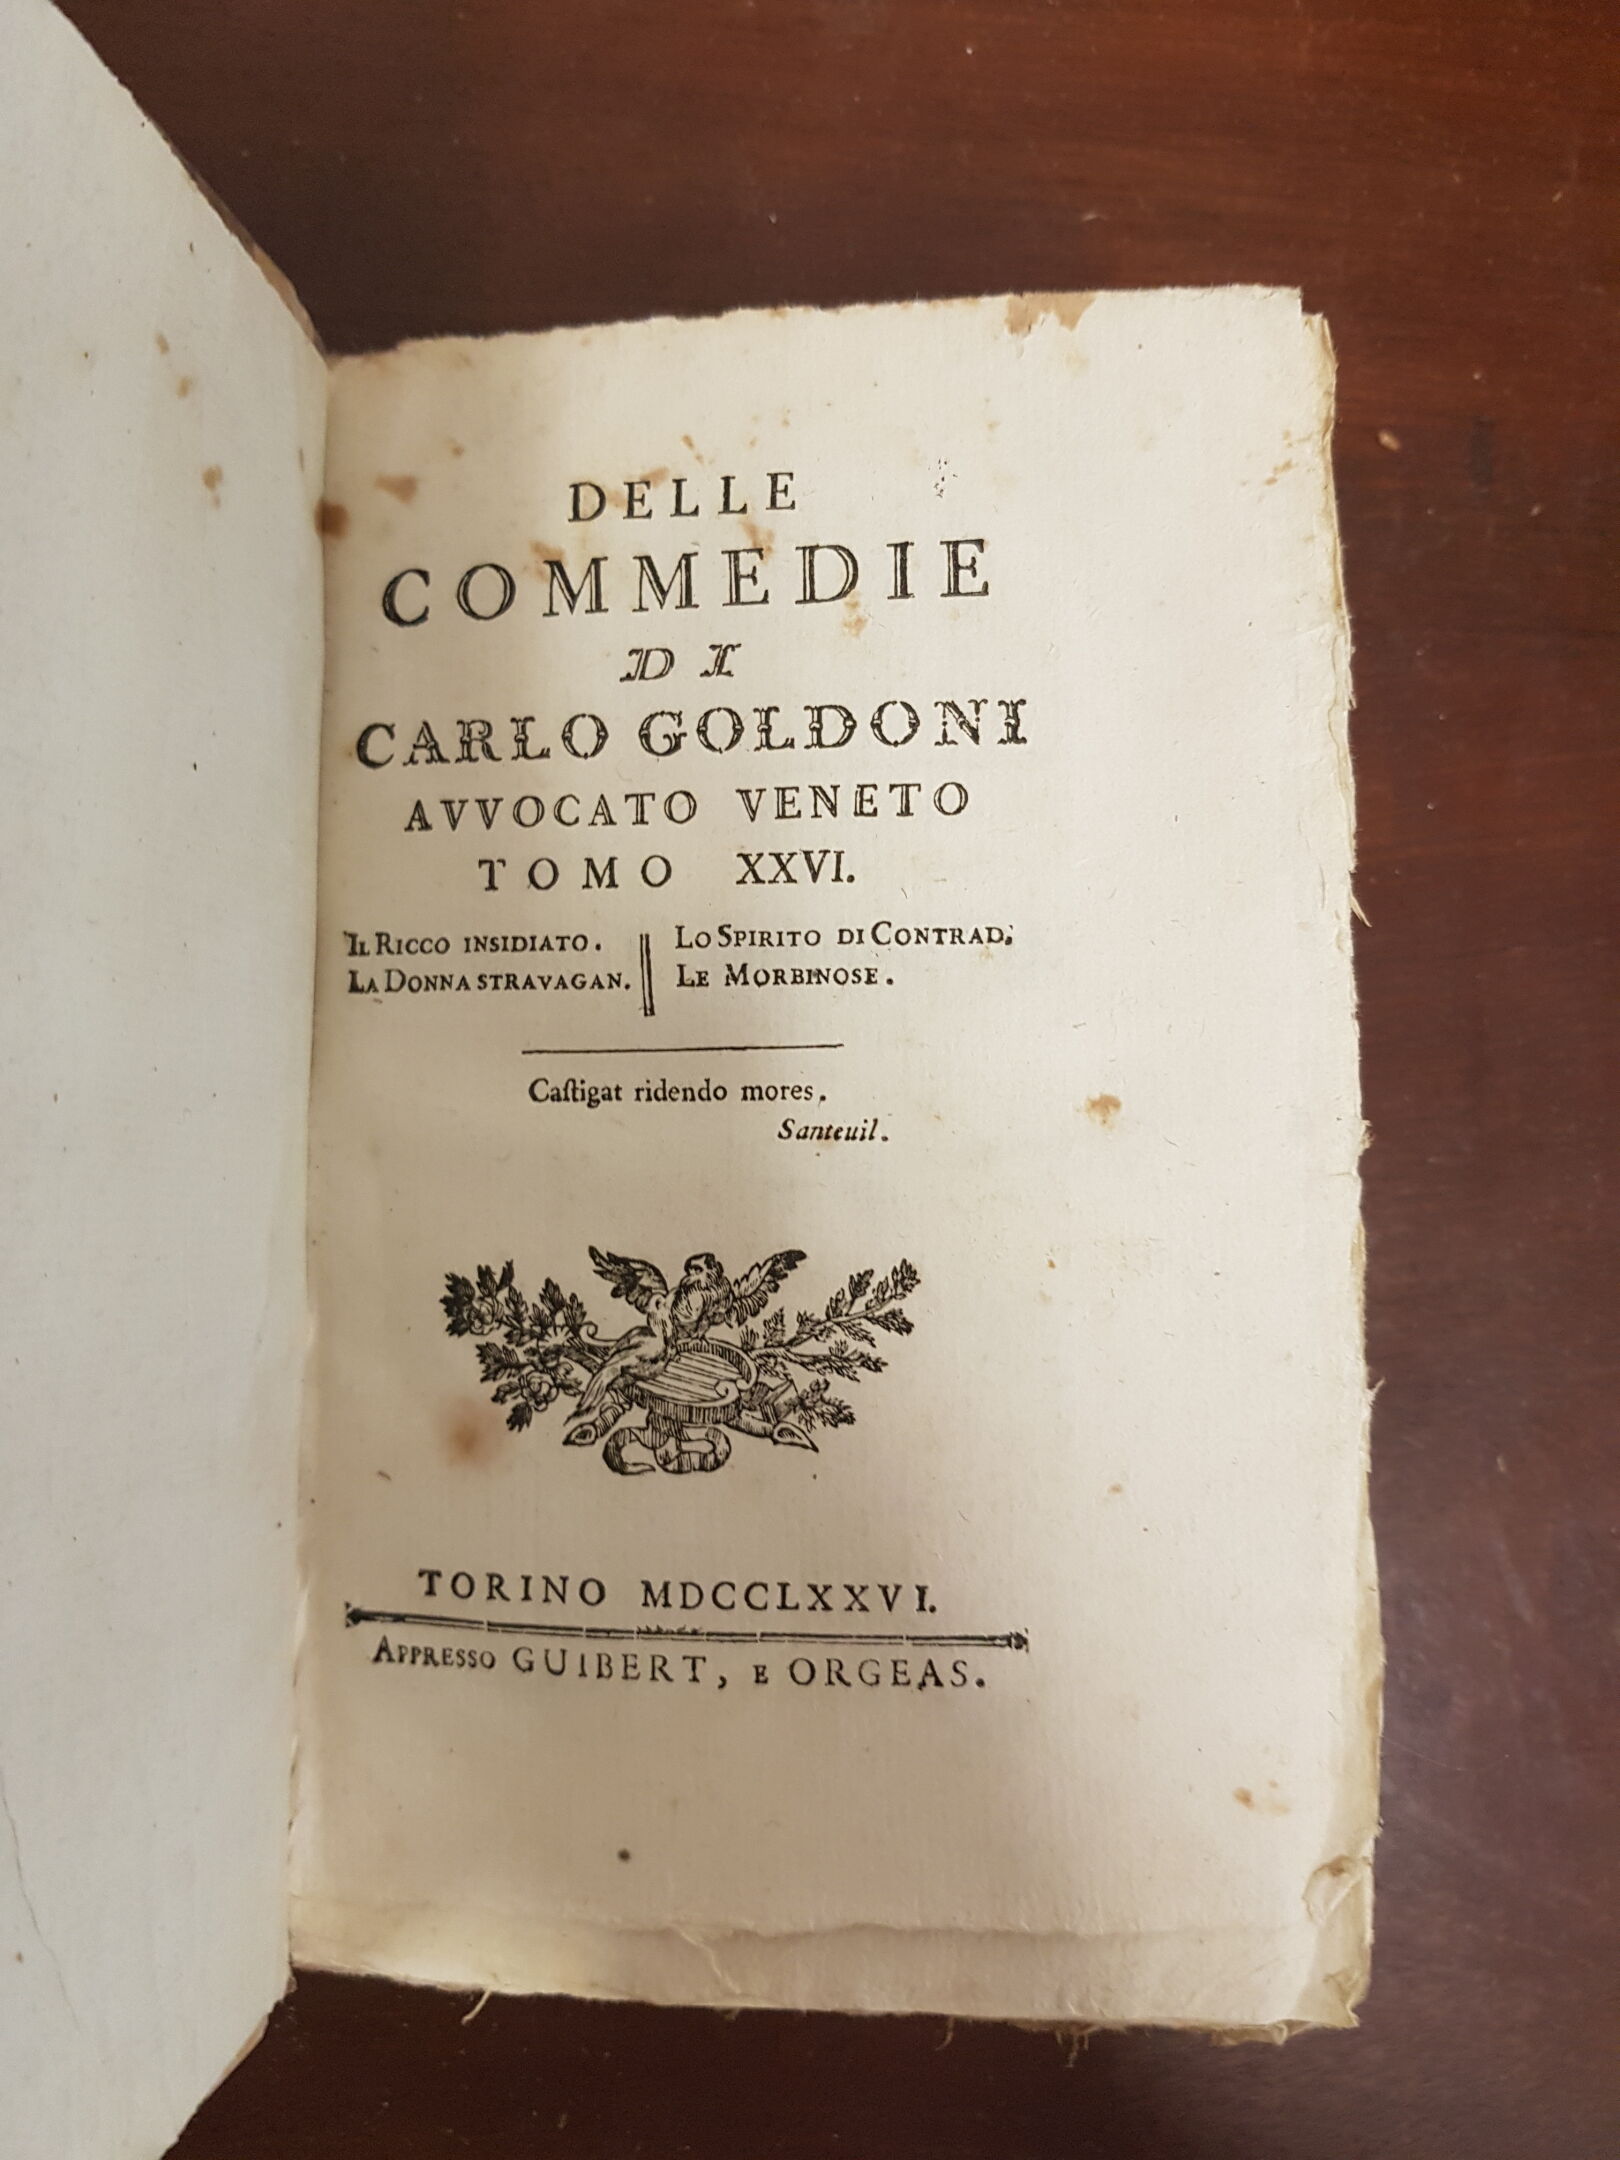 DELLE
COMMEDIE
DI
CARLO GOLDONI
AVVOCATO VENETO
TOMO XXVI.
IL RICCO INSIDIATO.
LA DONNA STRAVAGAN.
LO SPIRITO DI CONTRAD.
LE MORBINOSE.
Caſtigat ridendo mores.
Santeuil.
TORINO MDCCLXXVI.
APPRESSO GUIBERT, E ORGEAS.